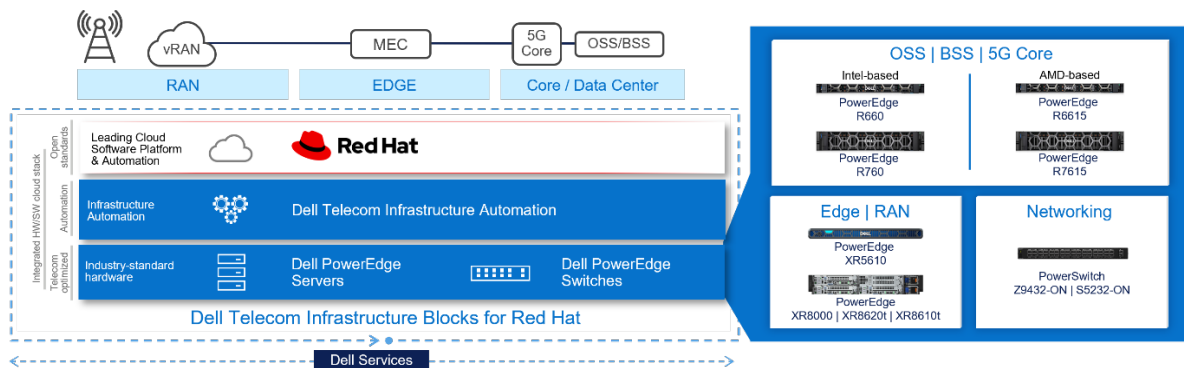 vRAN
MEC
5G
Core
OSS/BSS
RAN
EDGE
Core / Data Center
Integrated HW/SW cloud stack
Open
standards
Leading Cloud
Software Platform
& Automation
Red Hat
Automation
Infrastructure
Automation
Dell Telecom Infrastructure Automation
Telecom
optimized
Industry-standard
hardware
Dell PowerEdge
Servers
Dell PowerEdge
Switches
Dell Telecom Infrastructure Blocks for Red Hat
Dell Services
OSS | BSS | 5G Core
Intel-based
PowerEdge
R660
PowerEdge
R760
AMD-based
PowerEdge
R6615
PowerEdge
R7615
Edge | RAN
PowerEdge
XR5610
PowerEdge
XR8000 | XR8620t | XR8610t
Networking
PowerSwitch
Z9432-ON | S5232-ON